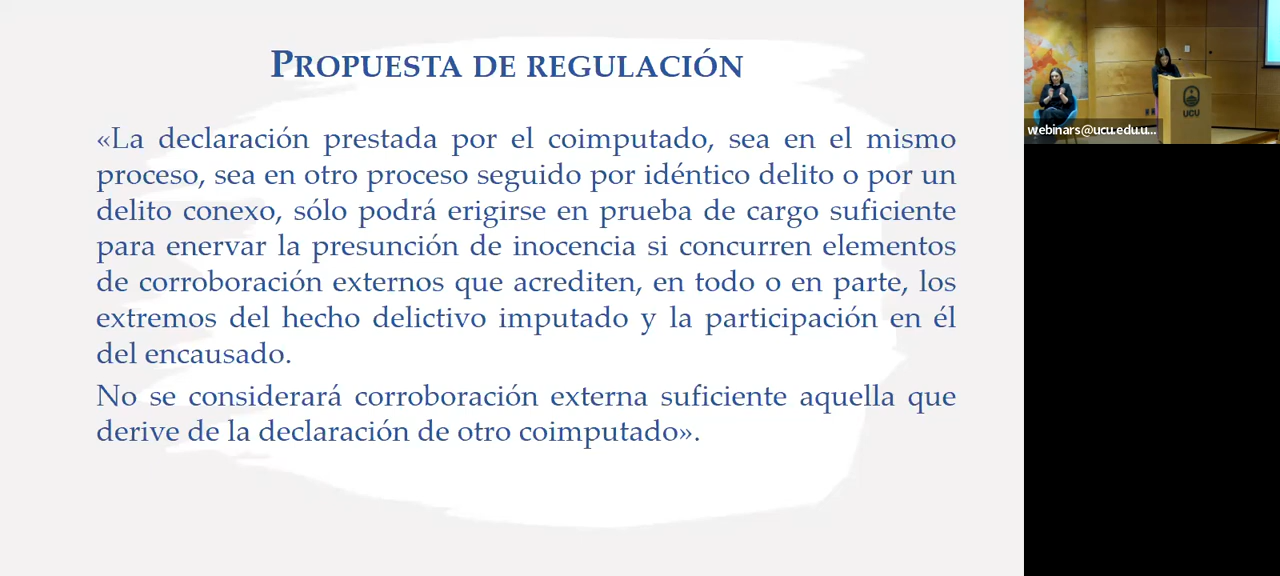 PROPUESTA DE REGULACIÓN
«La declaración prestada por el coimputado, sea en el mismo
proceso, sea en otro proceso seguido por idéntico delito o por un
delito conexo, sólo podrá erigirse en prueba de cargo suficiente
para enervar la presunción de inocencia si concurren elementos
de corroboración externos que acrediten, en todo o en parte, los
extremos del hecho delictivo imputado y la participación en él
del encausado.
No se considerará corroboración externa suficiente aquella que
derive de la declaración de otro coimputado».
UCU
webinars@ucu.edu.u...